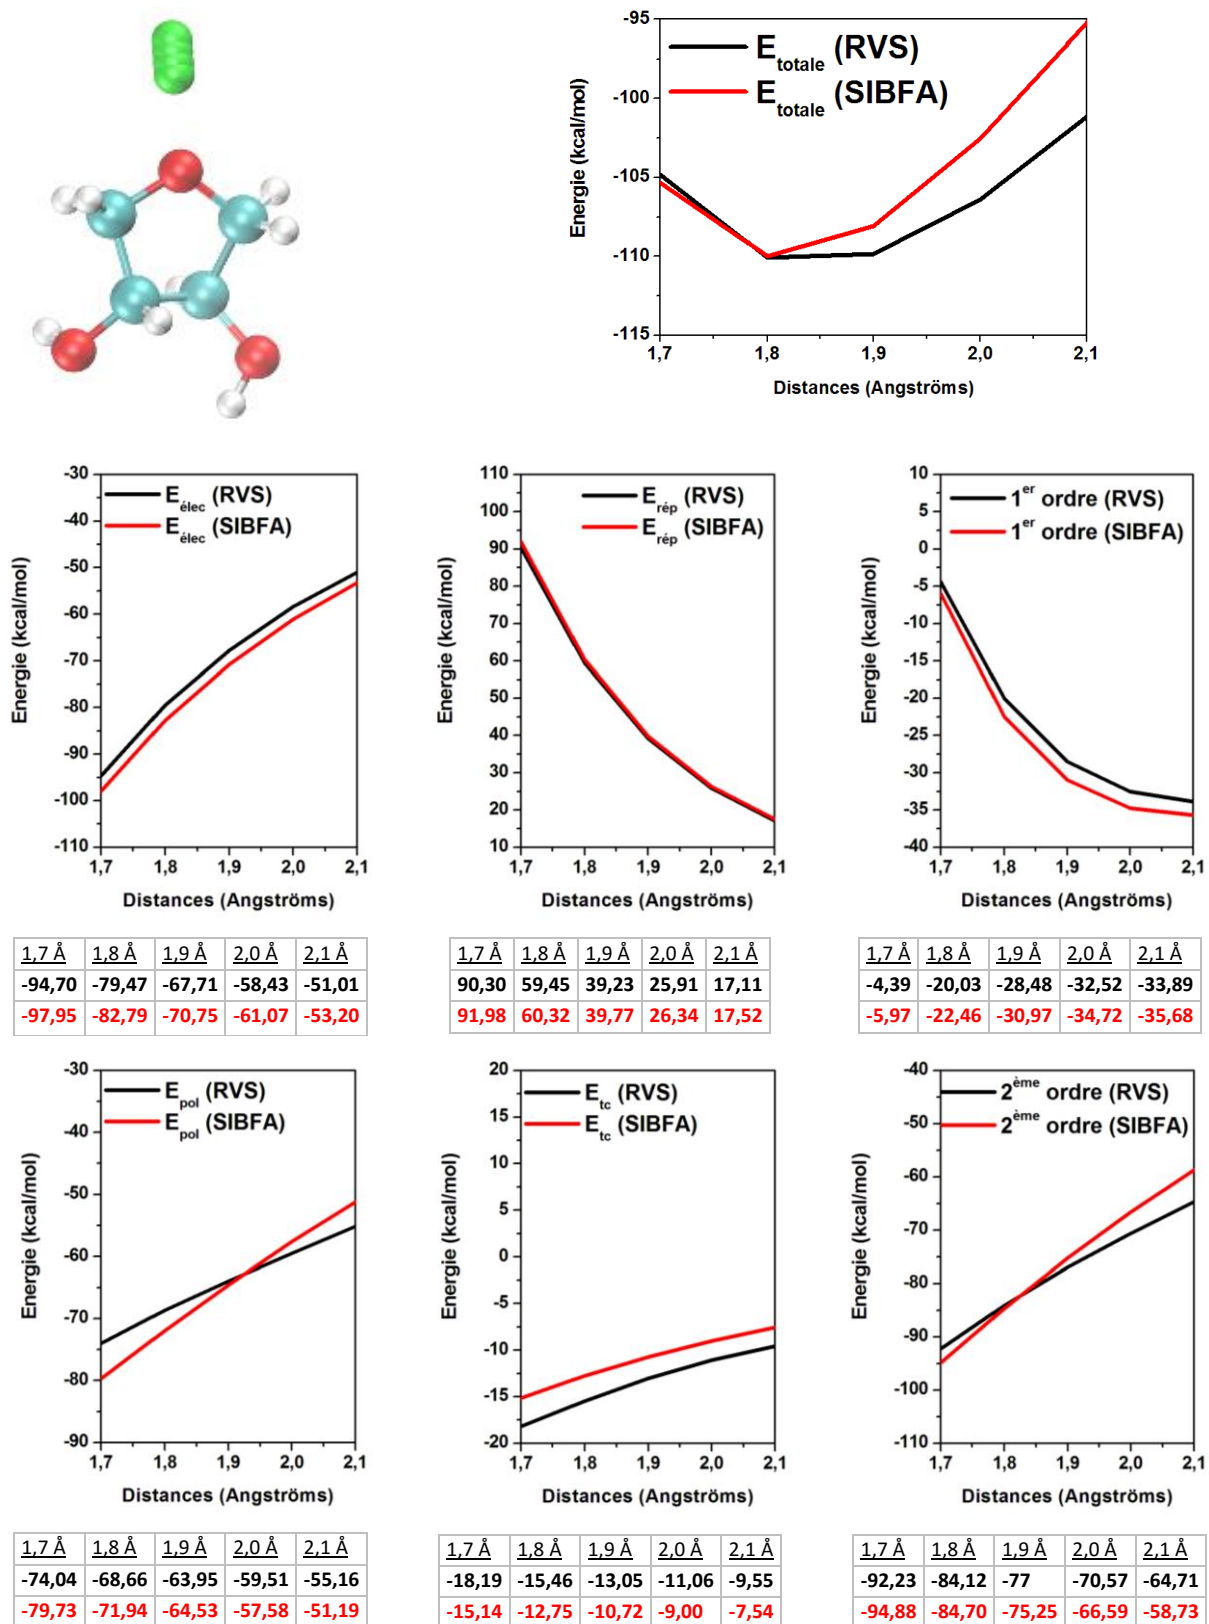 E totale (RVS)
E totale (SIBFA)
-95
-100
-105
-110
-115
Energie (kcal/mol)
1,7 1,8 1,9 2,0 2,1
Distances (Angströms)
E élec (RVS)
E élec (SIBFA)
-30
-40
-50
-60
-70
-80
-90
-100
-110
Energie (kcal/mol)
1,7 1,8 1,9 2,0 2,1
Distances (Angströms)
E rép (RVS)
E rép (SIBFA)
110
100
90
80
70
60
50
40
30
20
10
Energie (kcal/mol)
1,7 1,8 1,9 2,0 2,1
Distances (Angströms)
1er ordre (RVS)
1er ordre (SIBFA)
10
5
0
-5
-10
-15
-20
-25
-30
-35
-40
Energie (kcal/mol)
1,7 1,8 1,9 2,0 2,1
Distances (Angströms)
1,7 Å 1,8 Å 1,9 Å 2,0 Å 2,1 Å
-94,70 -79,47 -67,71 -58,43 -51,01
-97,95 -82,79 -70,75 -61,07 -53,20
1,7 Å 1,8 Å 1,9 Å 2,0 Å 2,1 Å
90,30 59,45 39,23 25,91 17,11
91,98 60,32 39,77 26,34 17,52
1,7 Å 1,8 Å 1,9 Å 2,0 Å 2,1 Å
-4,39 -20,03 -28,48 -32,52 -33,89
-5,97 -22,46 -30,97 -34,72 -35,68
E pol (RVS)
E pol (SIBFA)
-30
-40
-50
-60
-70
-80
-90
Energie (kcal/mol)
1,7 1,8 1,9 2,0 2,1
Distances (Angströms)
E tc (RVS)
E tc (SIBFA)
20
15
10
5
0
-5
-10
-15
-20
Energie (kcal/mol)
1,7 1,8 1,9 2,0 2,1
Distances (Angströms)
2ème ordre (RVS)
2ème ordre (SIBFA)
-40
-50
-60
-70
-80
-90
-100
-110
Energie (kcal/mol)
1,7 1,8 1,9 2,0 2,1
Distances (Angströms)
1,7 Å 1,8 Å 1,9 Å 2,0 Å 2,1 Å
-74,04 -68,66 -63,95 -59,51 -55,16
-79,73 -71,94 -64,53 -57,58 -51,19
1,7 Å 1,8 Å 1,9 Å 2,0 Å 2,1 Å
-18,19 -15,46 -13,05 -11,06 -9,55
-15,14 -12,75 -10,72 -9,00 -7,54
1,7 Å 1,8 Å 1,9 Å 2,0 Å 2,1 Å
-92,23 -84,12 -77 -70,57 -64,71
-94,88 -84,70 -75,25 -66,59 -58,73